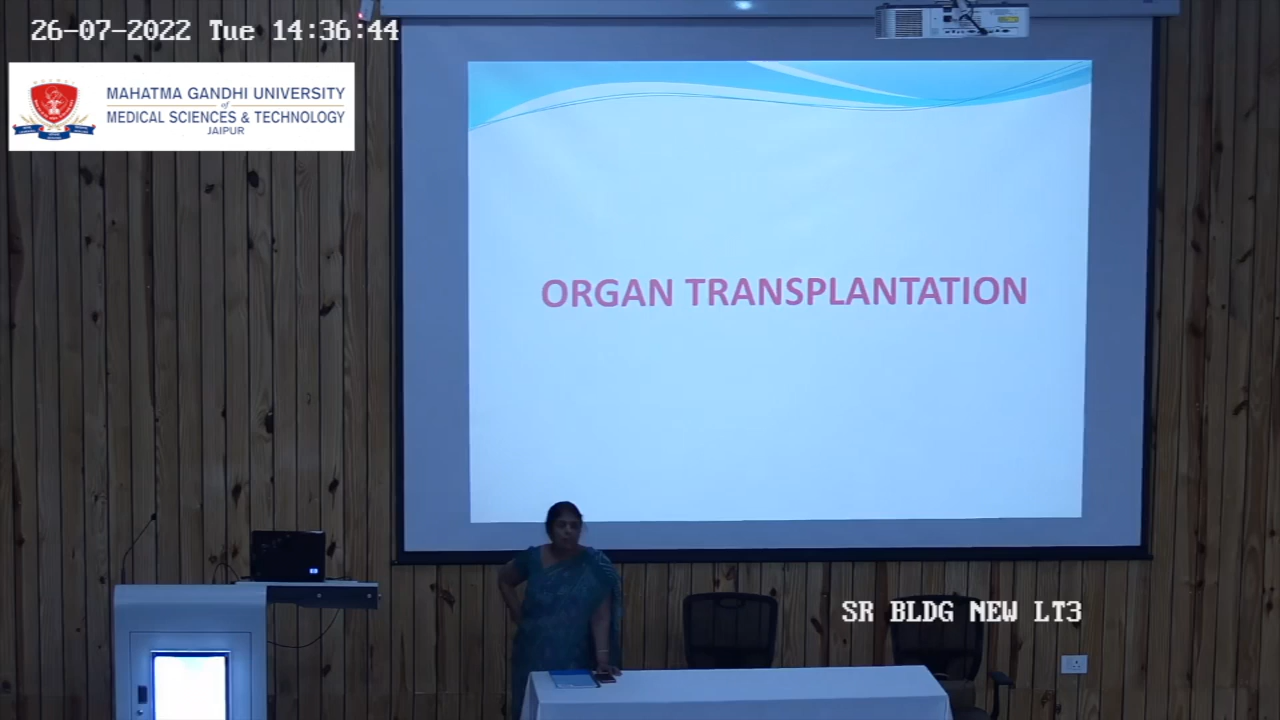 26-07-2022 Tue 14:36:44
MAHATMA GANDHI UNIVERSITY
of
MEDICAL SCIENCES & TECHNOLOGY
JAIPUR
ORGAN TRANSPLANTATION
SR BLDG NEW LT3